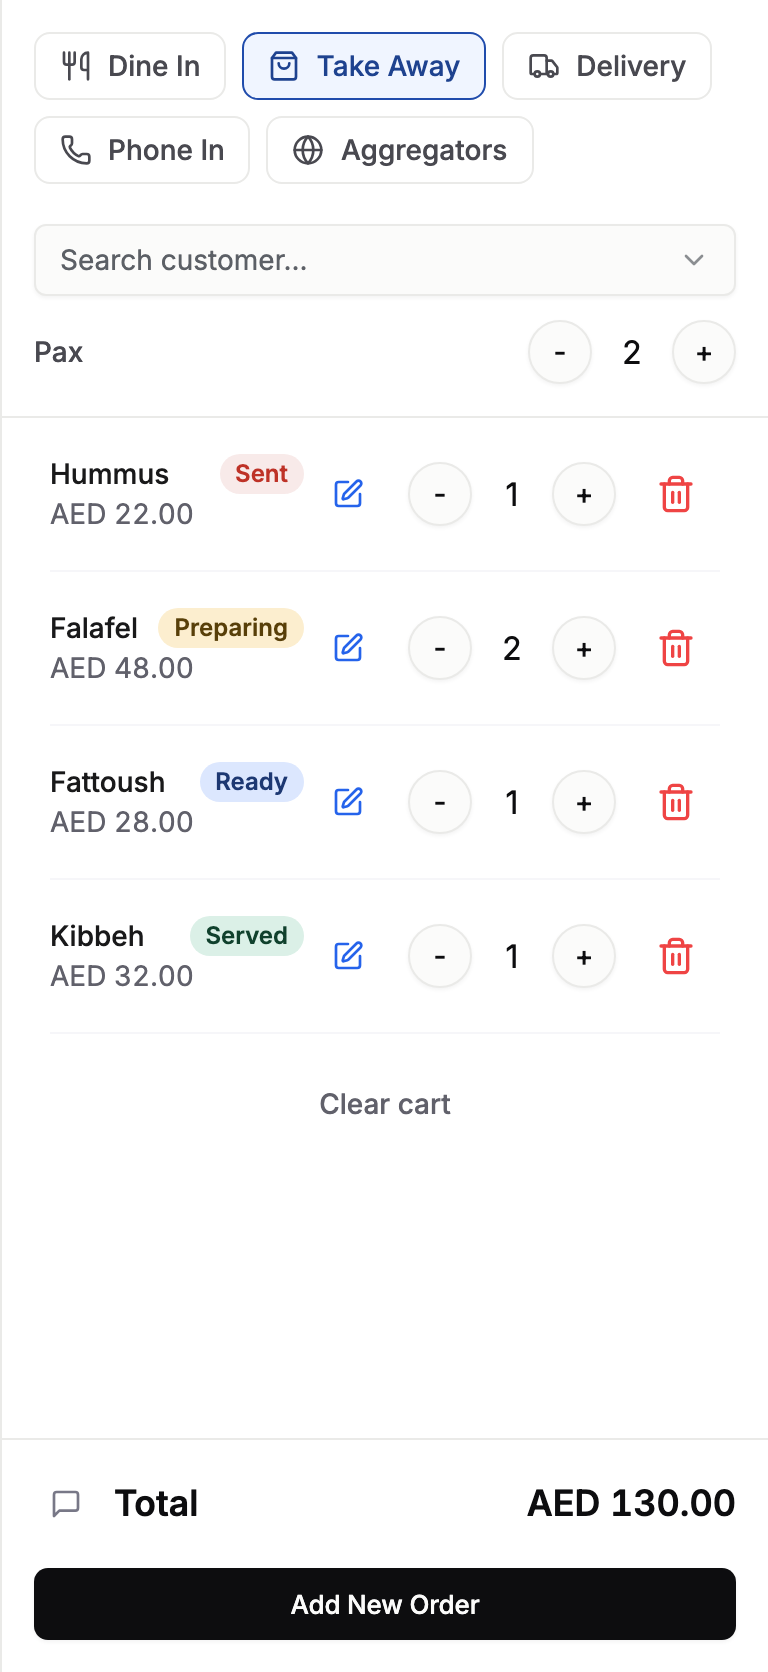 Dine In
Take Away
Delivery
Phone In
Aggregators
Search customer...
Pax - 2 +
Hummus Sent
AED 22.00
- 1 +
Falafel Preparing
AED 48.00
- 2 +
Fattoush Ready
AED 28.00
- 1 +
Kibbeh Served
AED 32.00
- 1 +
Clear cart
Total AED 130.00
Add New Order